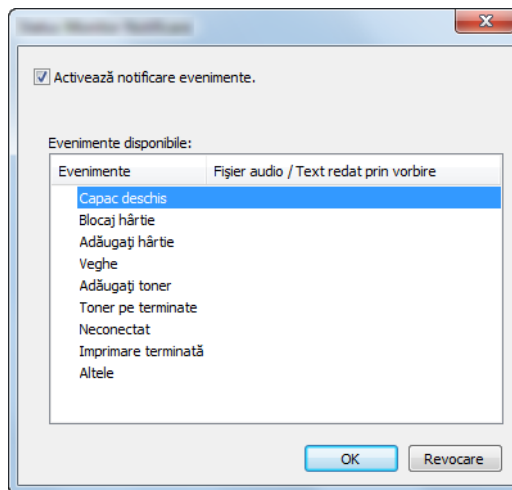 Activează notificare evenimente.
Evenimente disponibile:
Evenimente Fişier audio / Text redat prin vorbire
Capac deschis
Blocaj hârtie
Adăugaţi hârtie
Veghe
Adăugaţi toner
Toner pe terminate
Neconectat
Imprimare terminată
Altele
OK Revocare